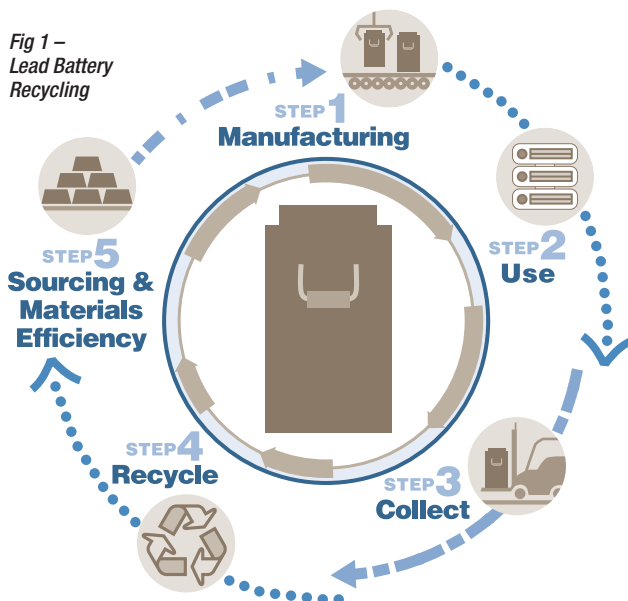 Fig 1 –
Lead Battery
Recycling
STEP 1
Manufacturing
STEP 2
Use
STEP 3
Collect
STEP 4
Recycle
STEP 5
Sourcing &
Materials
Efficiency